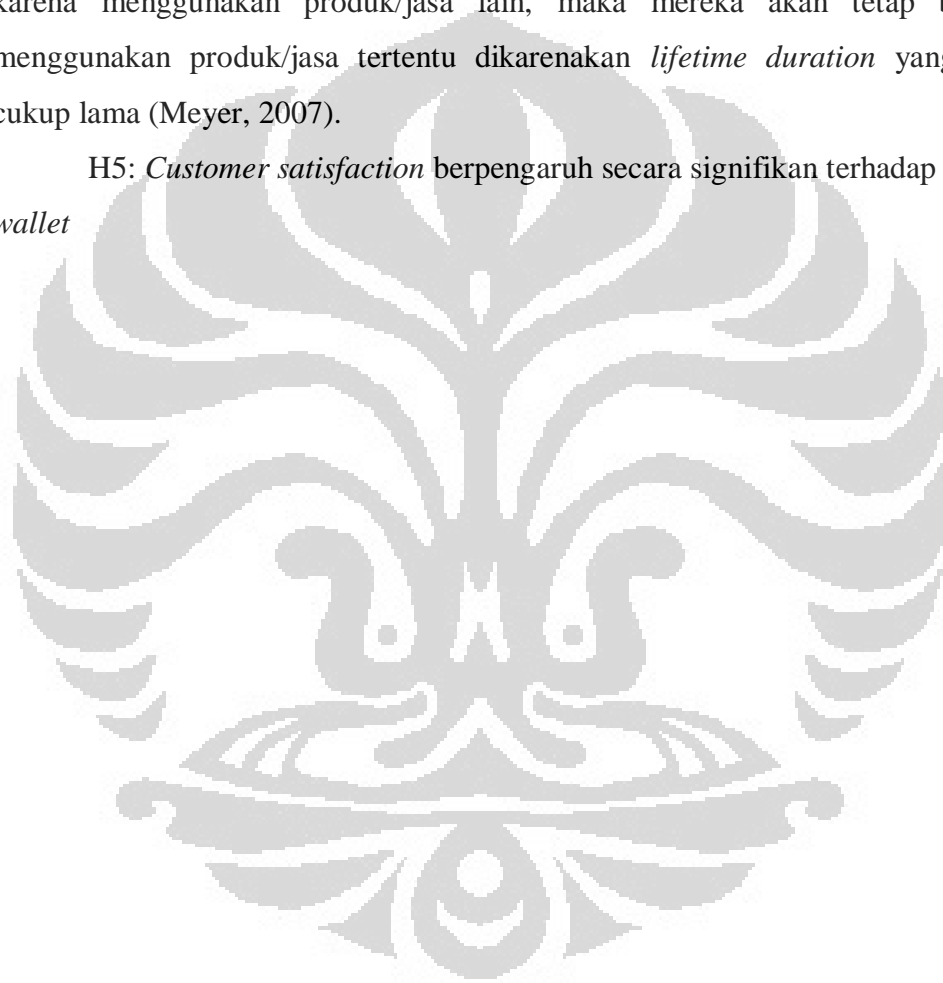 karena menggunakan produk/jasa lain, maka mereka akan tetap
menggunakan produk/jasa tertentu dikarenakan lifetime duration yang
cukup lama (Meyer, 2007).
H5: Customer satisfaction berpengaruh secara signifikan terhadap
wallet